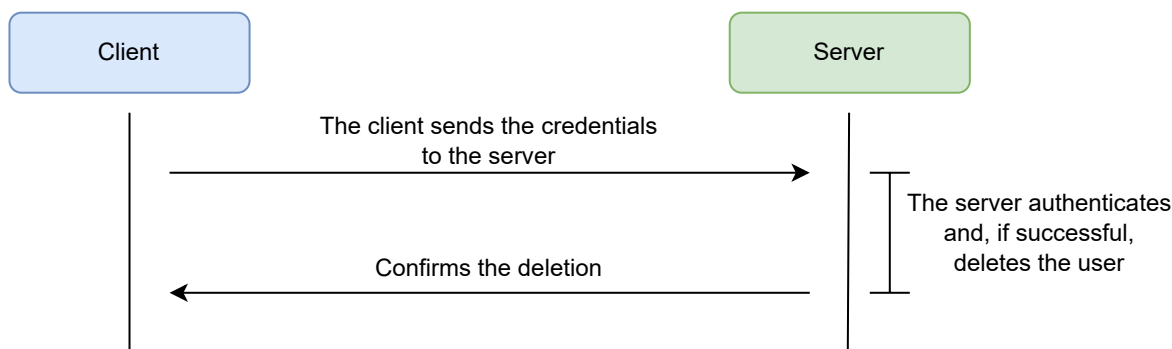 Client
Server
The client sends the credentials
to the server
The server authenticates
and, if successful,
deletes the user
Confirms the deletion